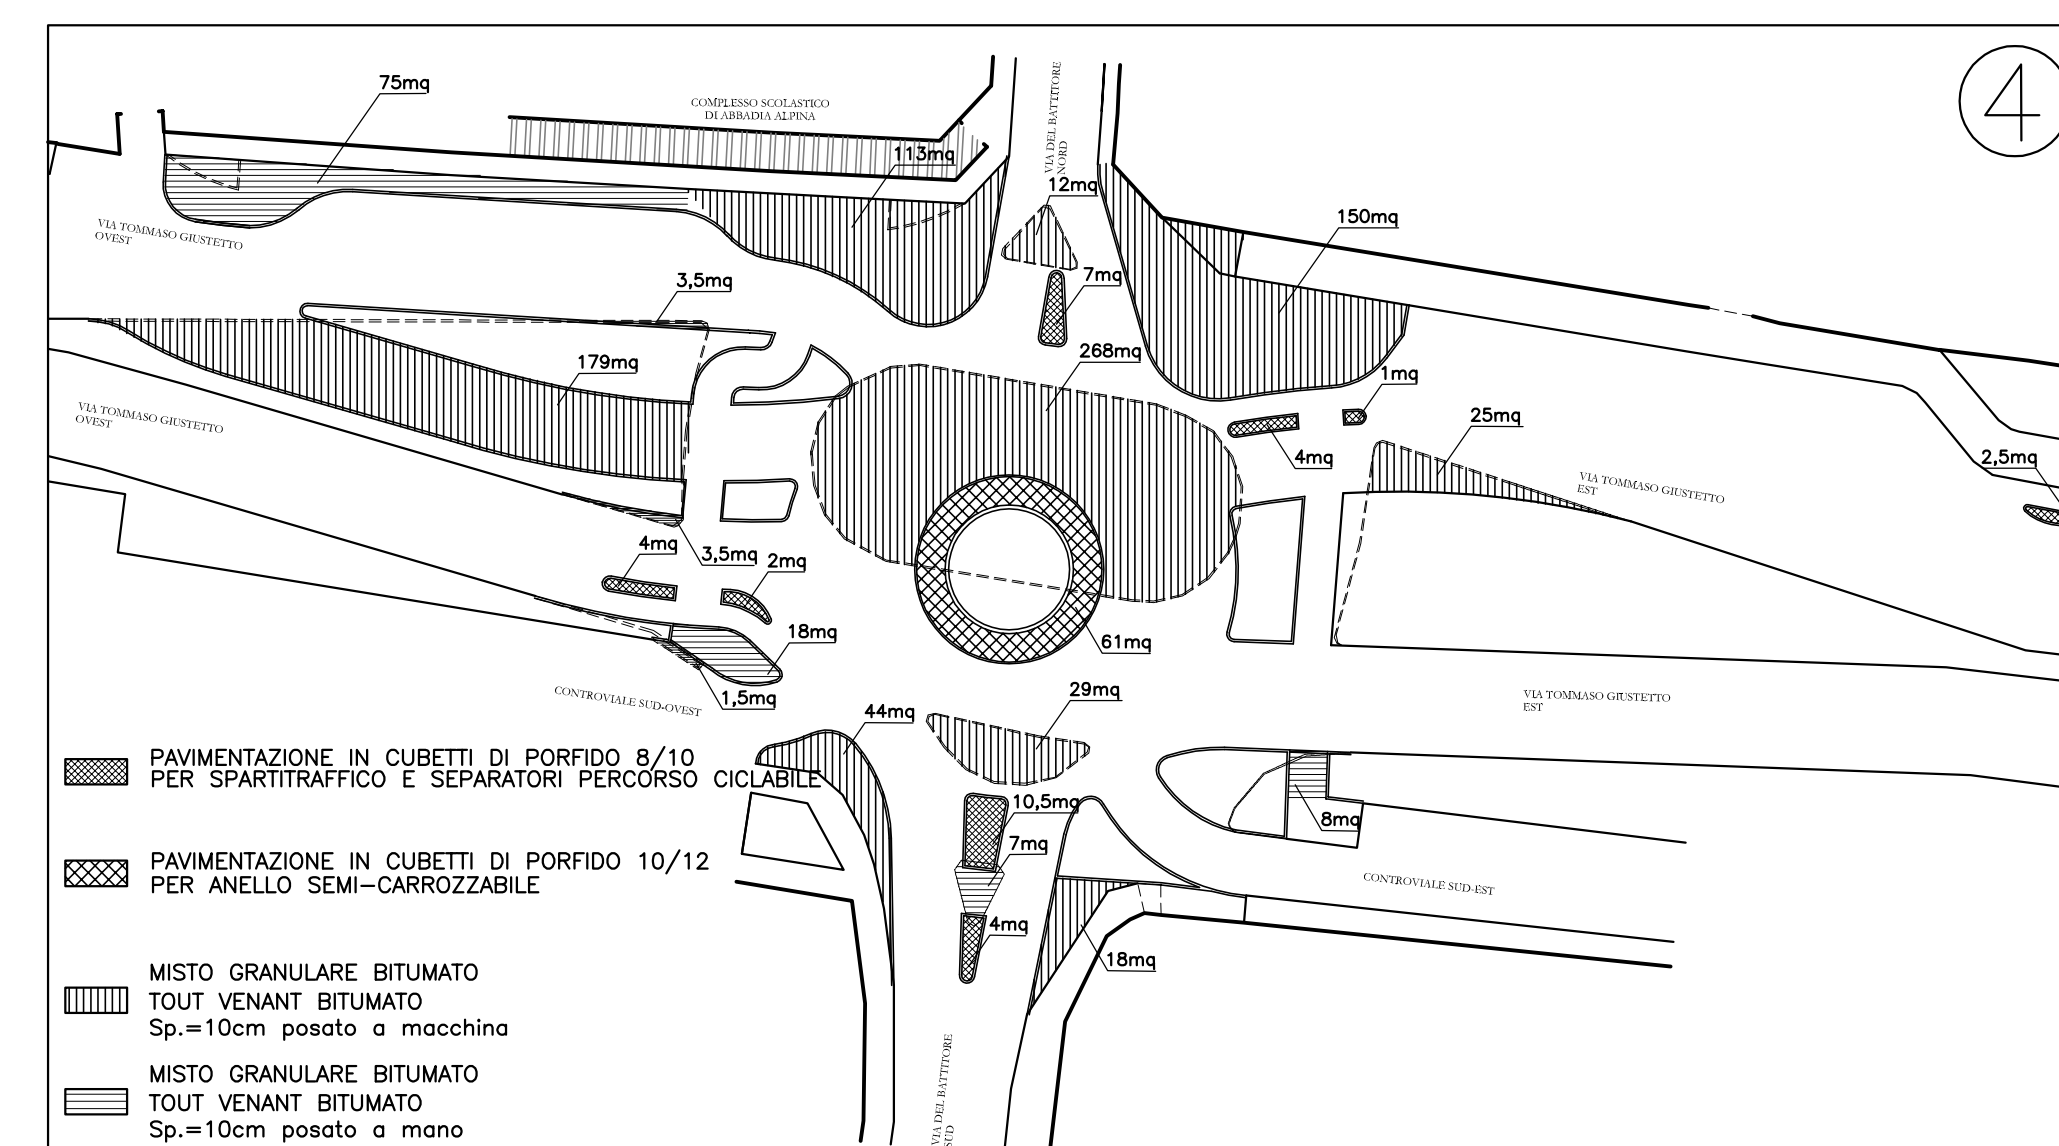 4
75mq
COMPLESSO SCOLASTICO
DI ABBADIA ALPINA
VIA DEL BATTITORE
NORD
113mq
12mq
150mq
VIA TOMMASO GIUSTETTO
OVEST
3,5mq
7mq
179mq
268mq
1mq
VIA TOMMASO GIUSTETTO
OVEST
25mq
4mq
2,5mq
VIA TOMMASO GIUSTETTO
EST
4mq
3,5mq
2mq
18mq
61mq
CONTROVIALE SUD-OVEST
1,5mq
29mq
VIA TOMMASO GIUSTETTO
EST
44mq
PAVIMENTAZIONE IN CUBETTI DI PORFIDO 8/10
PER SPARTITRAFFICO E SEPARATORI PERCORSO CICLABILE
10,5mq
8mq
7mq
PAVIMENTAZIONE IN CUBETTI DI PORFIDO 10/12
PER ANELLO SEMI-CARROZZABILE
CONTROVIALE SUD-EST
4mq
18mq
MISTO GRANULARE BITUMATO
TOUT VENANT BITUMATO
Sp.=10cm posato a macchina
VIA DEL BATTITORE
SUD
MISTO GRANULARE BITUMATO
TOUT VENANT BITUMATO
Sp.=10cm posato a mano